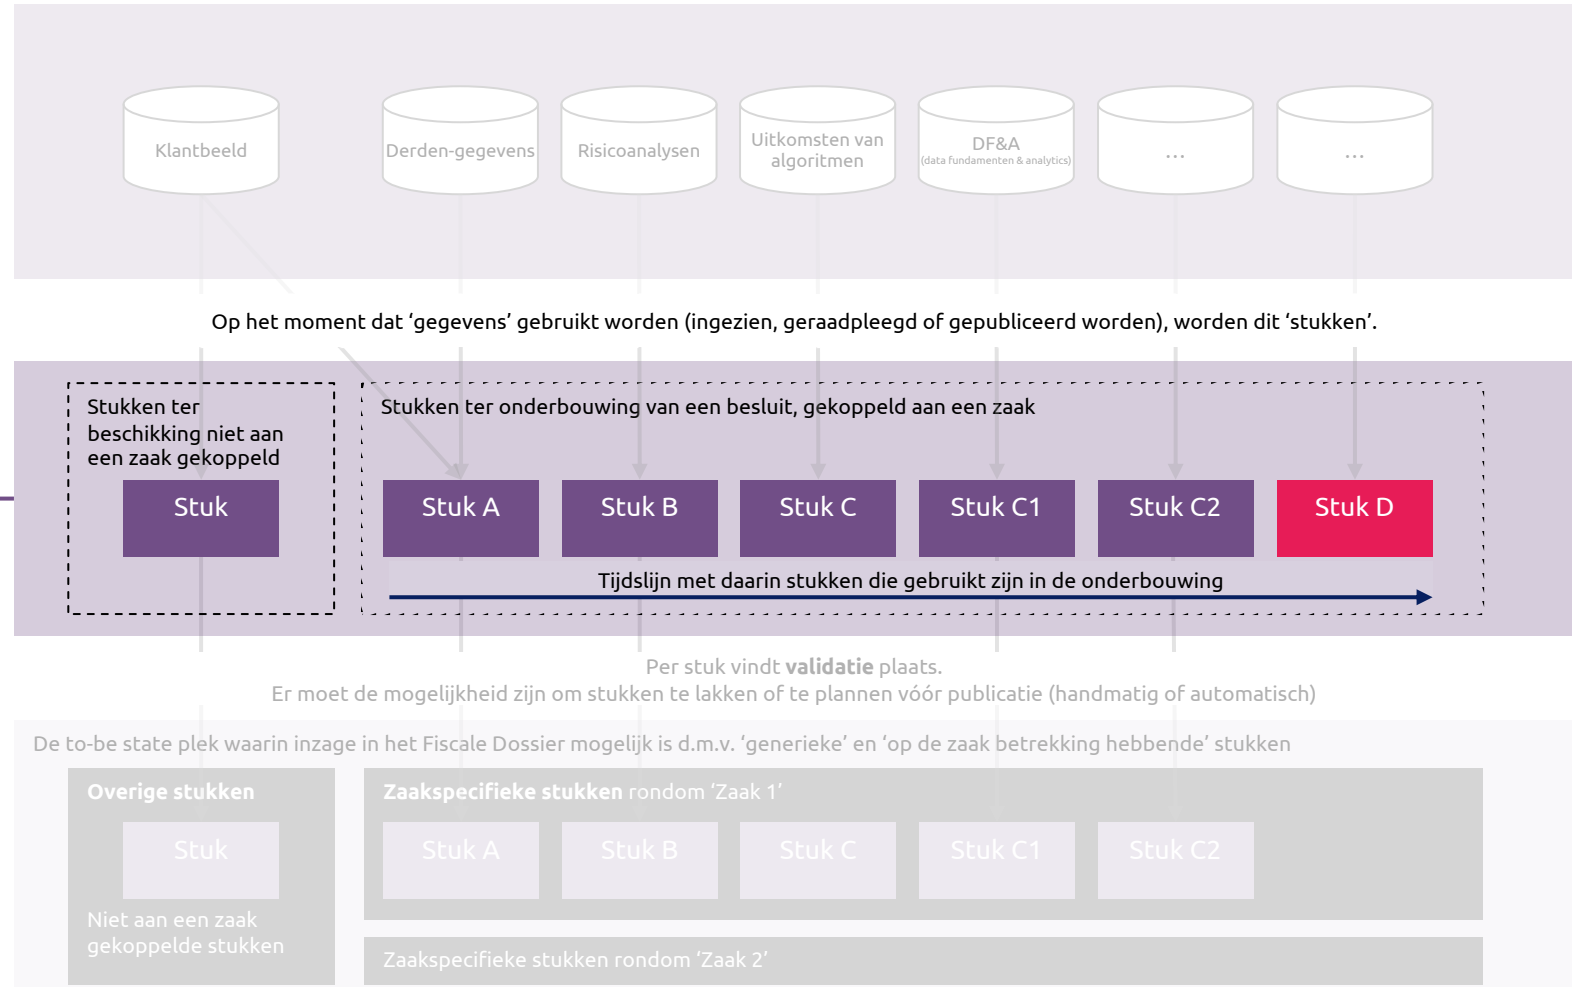 Klantbeeld
Derden-gegevens
Risicoanalysen
Uitkomsten van
algoritmen
DF&A
(data fundamenten & analytics)
...
...
Op het moment dat ‘gegevens’ gebruikt worden (ingezien, geraadpleegd of gepubliceerd worden), worden dit ‘stukken’.
Stukken ter
beschikking niet aan
een zaak gekoppeld
Stukken ter onderbouwing van een besluit, gekoppeld aan een zaak
Stuk
Stuk A
Stuk B
Stuk C
Stuk C1
Stuk C2
Stuk D
Tijdslijn met daarin stukken die gebruikt zijn in de onderbouwing
Per stuk vindt validatie plaats.
Er moet de mogelijkheid zijn om stukken te lakken of te plannen vóór publicatie (handmatig of automatisch)
De to-be state plek waarin inzage in het Fiscale Dossier mogelijk is d.m.v. ‘generieke’ en ‘op de zaak betrekking hebbende’ stukken
Overige stukken
Stuk
Niet aan een zaak
gekoppelde stukken
Zaakspecifieke stukken rondom ‘Zaak 1’
Stuk A
Stuk B
Stuk C
Stuk C1
Stuk C2
Zaakspecifieke stukken rondom ‘Zaak 2’